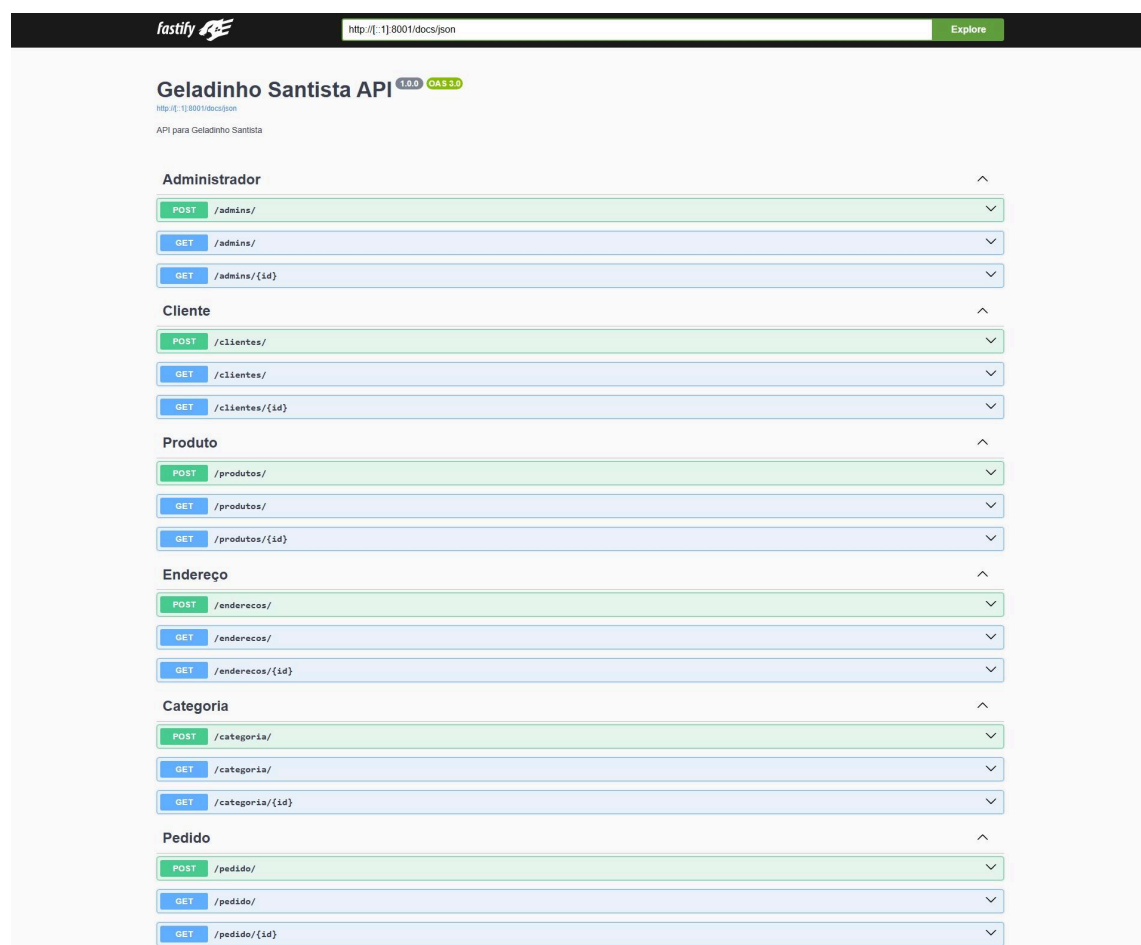 fastify
http://[::1]:8001/docs/json
Explore
Geladinho Santista API 1.0.0 OAS 3.0
http://[::1]:8001/docs/json
API para Geladinho Santista
Administrador
POST /admins/
GET /admins/
GET /admins/{id}
Cliente
POST /clientes/
GET /clientes/
GET /clientes/{id}
Produto
POST /produtos/
GET /produtos/
GET /produtos/{id}
Endereço
POST /enderecos/
GET /enderecos/
GET /enderecos/{id}
Categoria
POST /categoria/
GET /categoria/
GET /categoria/{id}
Pedido
POST /pedido/
GET /pedido/
GET /pedido/{id}